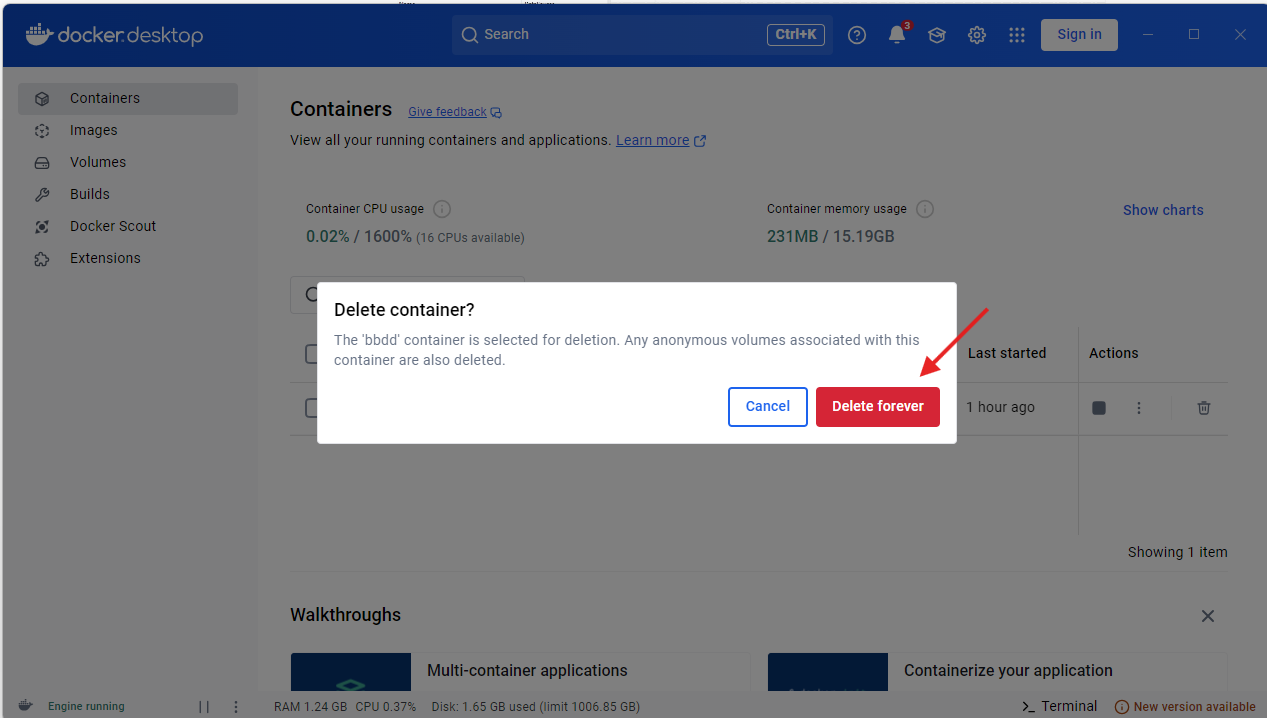 docker.desktop
Search
Ctrl+K
3
Sign in
Containers
Images
Volumes
Builds
Docker Scout
Extensions
Containers Give feedback
View all your running containers and applications. Learn more
Container CPU usage
0.02% / 1600% (16 CPUs available)
Container memory usage
231MB / 15.19GB
Show charts
Delete container?
The 'bbdd' container is selected for deletion. Any anonymous volumes associated with this
container are also deleted.
Cancel
Delete forever
Last started
Actions
1 hour ago
Showing 1 item
Walkthroughs
Multi-container applications
Containerize your application
Engine running
RAM 1.24 GB CPU 0.37% Disk: 1.65 GB used (limit 1006.85 GB)
>_ Terminal
New version available